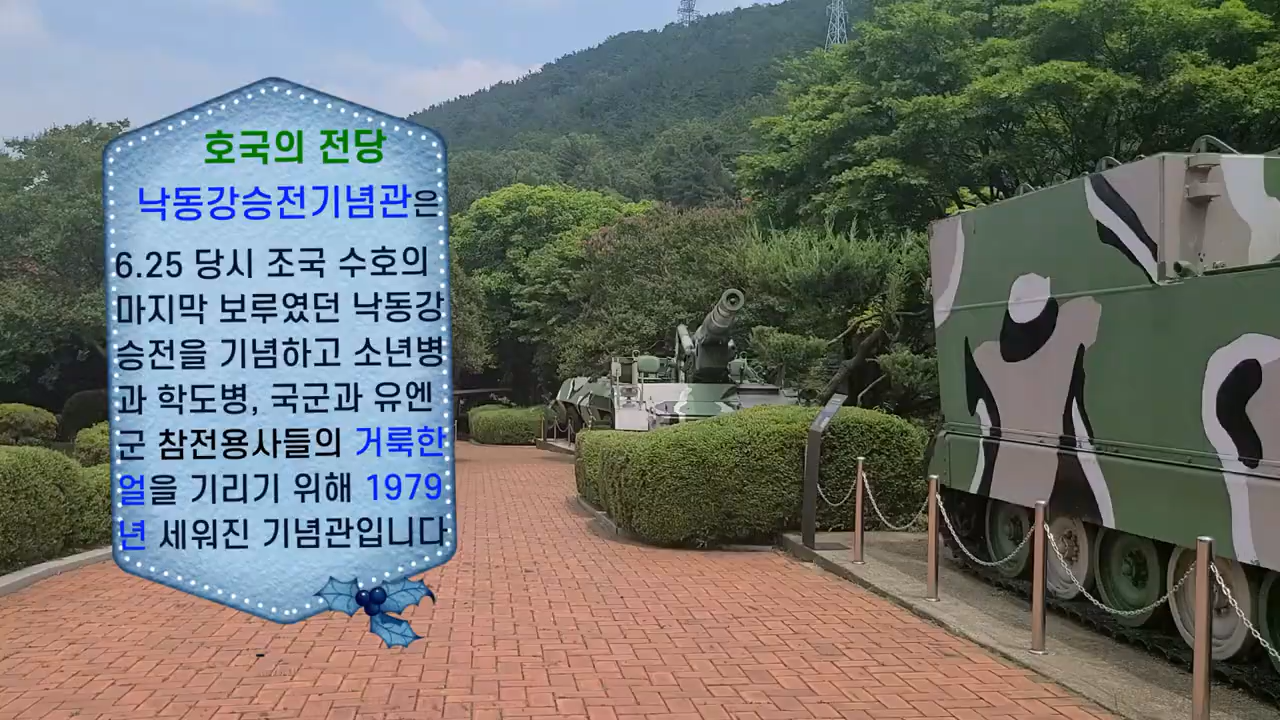 호국의 전당
낙동강승전기념관은
6.25 당시 조국 수호의
마지막 보루였던 낙동강
승전을 기념하고 소년병
과 학도병, 국군과 유엔
군 참전용사들의 거룩한
얼을 기리기 위해 1979
년 세워진 기념관입니다